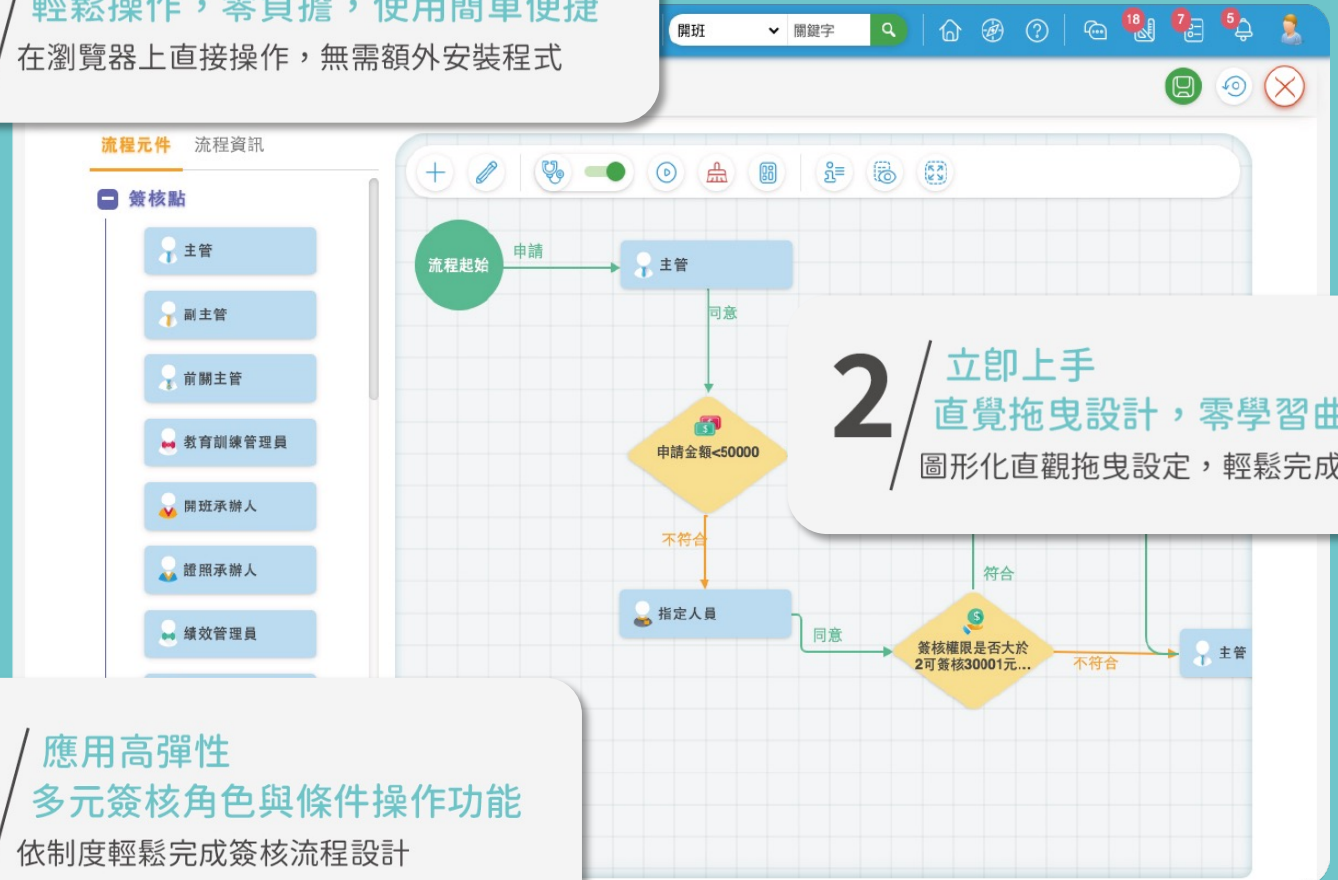 輕鬆操作，零負擔，使用簡單便捷
在瀏覽器上直接操作，無需額外安裝程式
開班
關鍵字
18
7
5
流程元件
流程資訊
簽核點
主管
副主管
前關主管
教育訓練管理員
開班承辦人
證照承辦人
績效管理員
流程起始
申請
主管
同意
申請金額<50000
不符合
指定人員
同意
符合
簽核權限是否大於
2可簽核30001元...
不符合
主管
2
立即上手
直覺拖曳設計，零學習曲
圖形化直觀拖曳設定，輕鬆完成
應用高彈性
多元簽核角色與條件操作功能
依制度輕鬆完成簽核流程設計